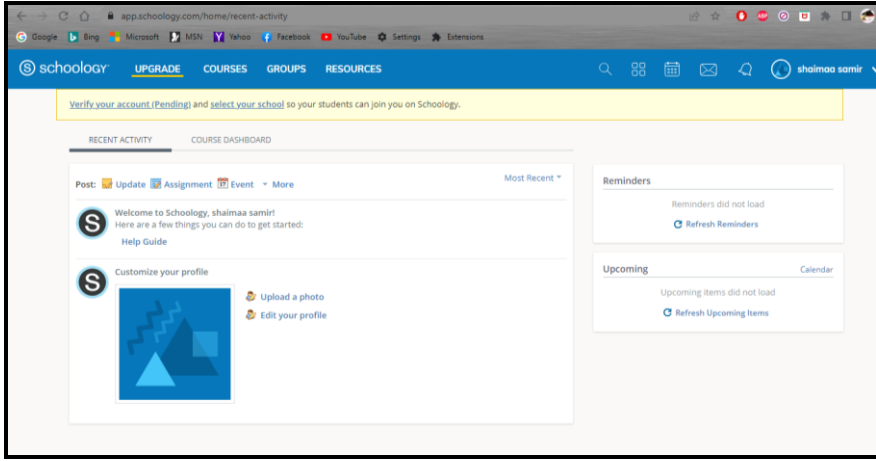 app.schoology.com/home/recent-activity
Google Bing Microsoft MSN Yahoo Facebook YouTube Settings Extensions
S schoology UPGRADE COURSES GROUPS RESOURCES shaimaa samir
Verify your account (Pending) and select your school so your students can join you on Schoology.
RECENT ACTIVITY COURSE DASHBOARD
Post: Update Assignment Event More Most Recent
S
Welcome to Schoology, shaimaa samir!
Here are a few things you can do to get started:
Help Guide
S
Customize your profile
Upload a photo
Edit your profile
Reminders
Reminders did not load
Refresh Reminders
Upcoming Calendar
Upcoming items did not load
Refresh Upcoming Items